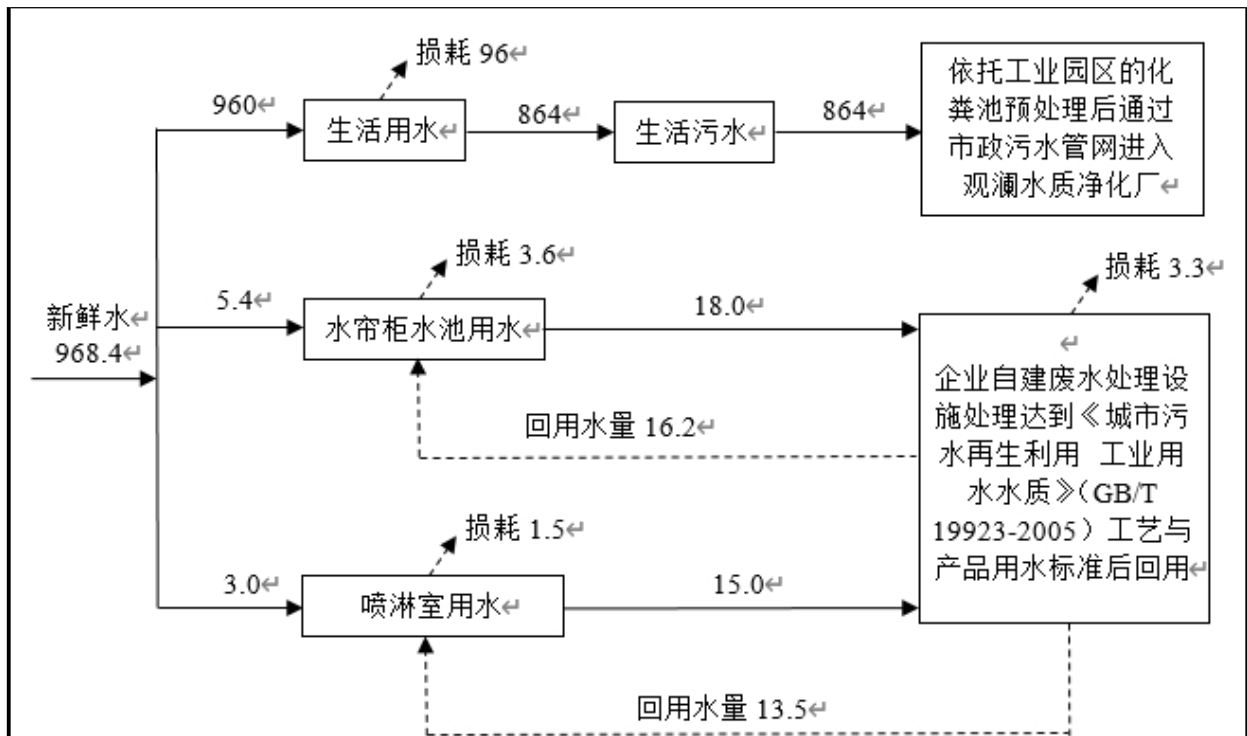 损耗 96↵
960↵
生活用水↵
864↵
生活污水↵
864↵
依托工业园区的化
粪池预处理后通过
市政污水管网进入
观澜水质净化厂↵
新鲜水↵
968.4↵
损耗 3.6↵
5.4↵
水帘柜水池用水↵
18.0↵
回用水量 16.2↵
损耗 3.3↵
↵
企业自建废水处理设
施处理达到《城市污
水再生利用 工业用
水水质》（GB/T
19923-2005）工艺与
产品用水标准后回用↵
损耗 1.5↵
3.0↵
喷淋室用水↵
15.0↵
回用水量 13.5↵